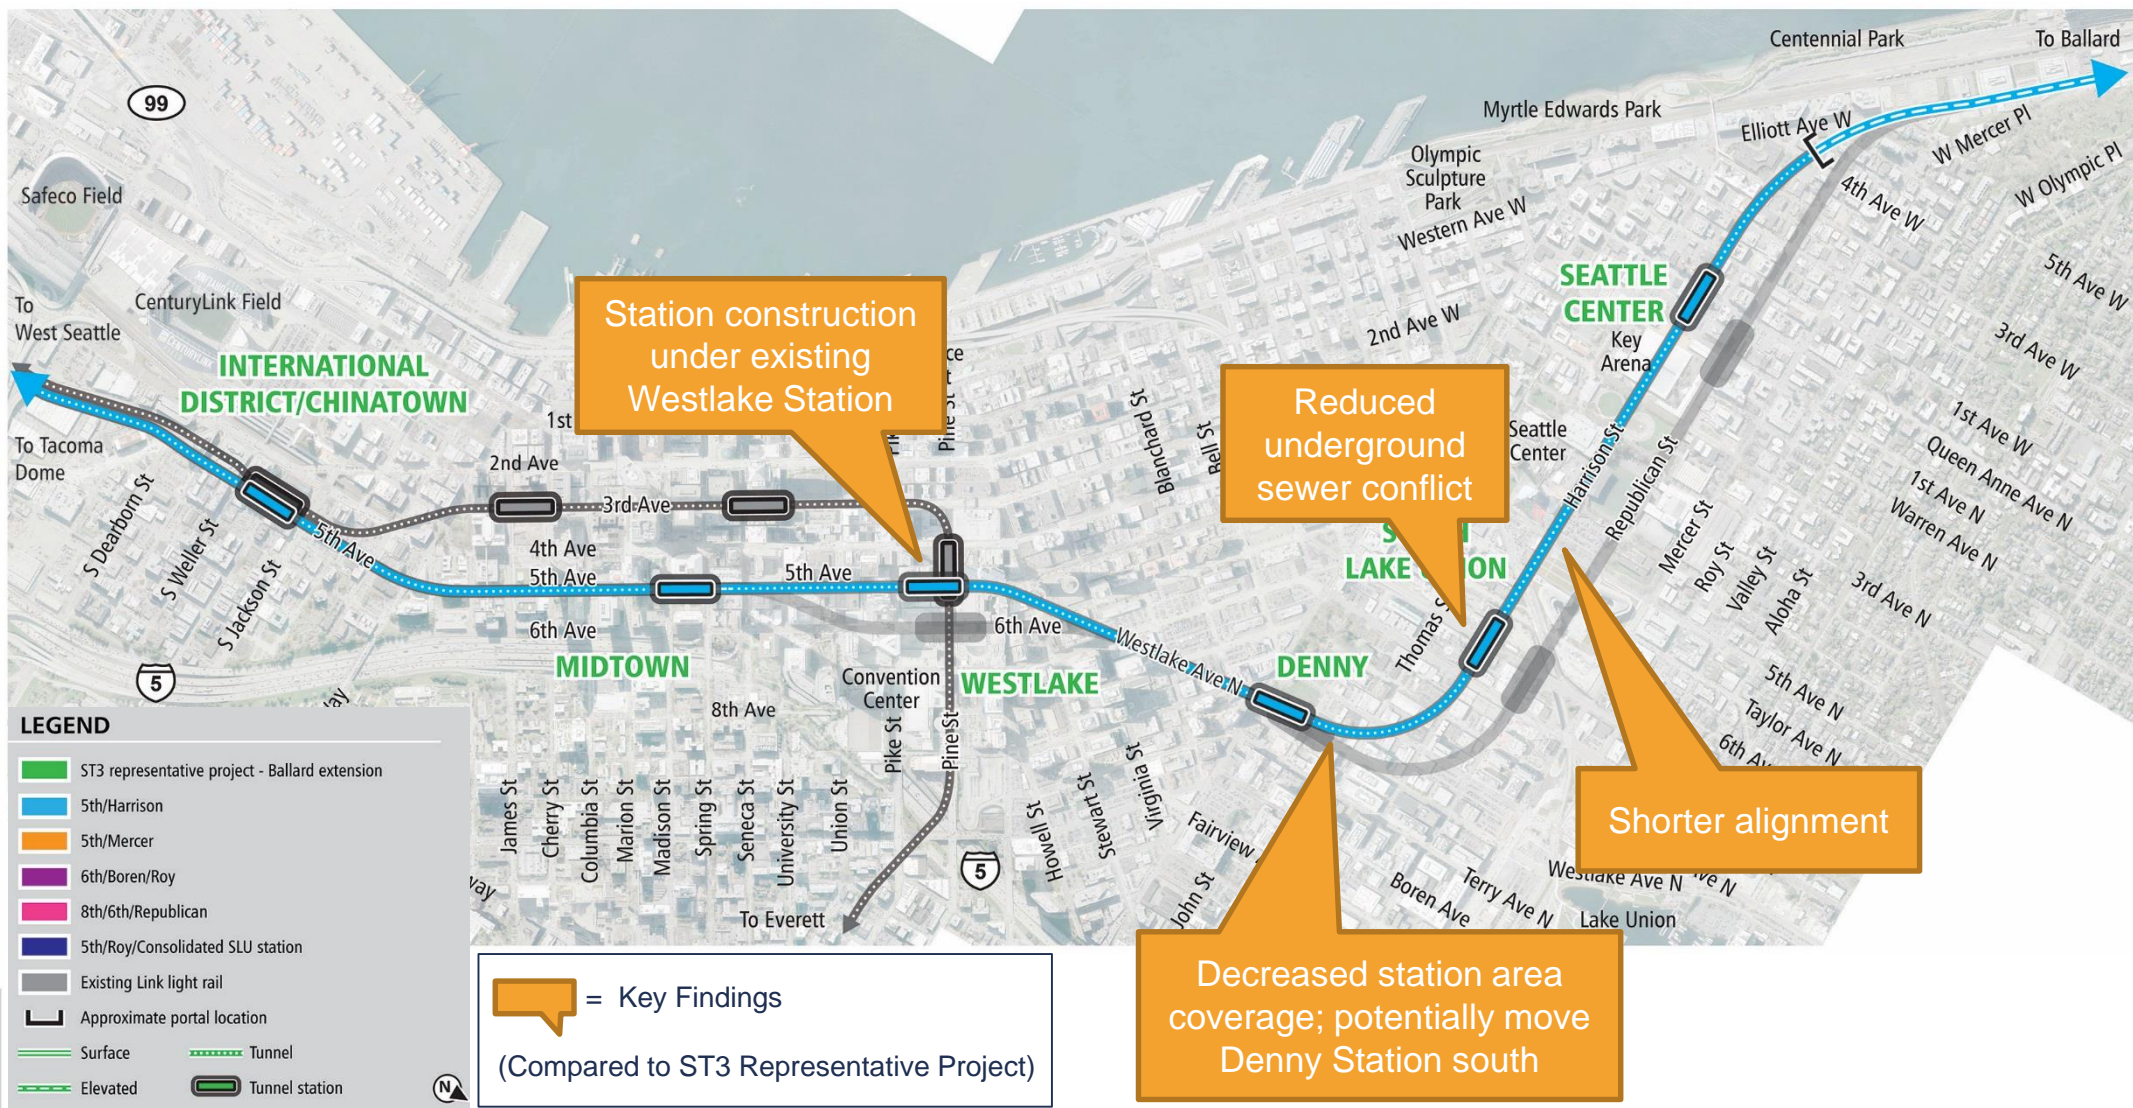 Centennial Park
To Ballard
99
Myrtle Edwards Park
Elliott Ave W
W Mercer Pl
W Olympic Pl
Olympic
Sculpture
Park
Western Ave W
4th Ave W
Safeco Field
5th Ave W
SEATTLE
CENTER
To
West Seattle
CenturyLink Field
Station construction
under existing
Westlake Station
2nd Ave W
Key
Arena
3rd Ave W
INTERNATIONAL
DISTRICT/CHINATOWN
Reduced
underground
sewer conflict
1st
Pine St
Blanchard St
Bell St
Seattle
Center
Harrison St
Republican St
1st Ave W
Queen Anne Ave N
1st Ave N
Warren Ave N
To Tacoma
Dome
2nd Ave
3rd Ave
S Dearborn St
S Weller St
S Jackson St
5th Ave
4th Ave
5th Ave
5th Ave
6th Ave
6th Ave
LAKE
Mercer St
Roy St
Valley St
Aloha St
3rd Ave N
Thomas
5
MIDTOWN
Convention
Center
WESTLAKE
Westlake Ave N
DENNY
5th Ave N
Taylor Ave N
6th
8th Ave
Pike St
Pine St
Shorter alignment
James St
Cherry St
Columbia St
Marion St
Madison St
Spring St
Seneca St
University St
Union St
Howell St
Stewart St
Virginia St
Fairview
John St
Boren Ave
Terry Ave N
Westlake Ave N
Ave N
Lake Union
5
To Everett
Decreased station area
coverage; potentially move
Denny Station south
LEGEND
ST3 representative project - Ballard extension
5th/Harrison
5th/Mercer
6th/Boren/Roy
8th/6th/Republican
5th/Roy/Consolidated SLU station
Existing Link light rail
Approximate portal location
Surface
Tunnel
Elevated
Tunnel station
N
= Key Findings
(Compared to ST3 Representative Project)